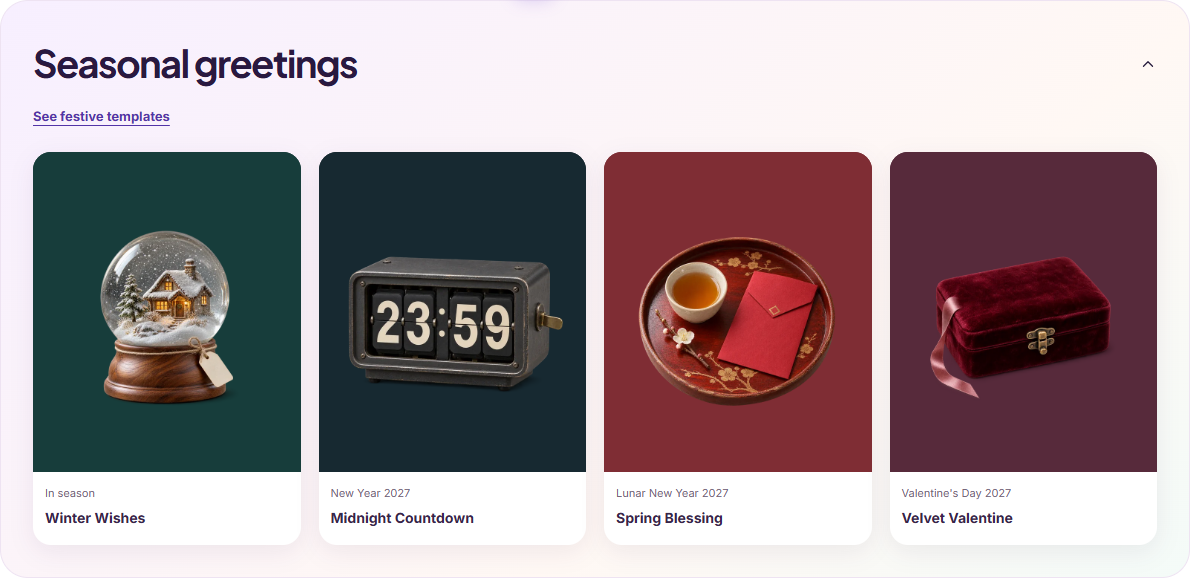 Seasonal greetings
See festive templates
23:59
In season
Winter Wishes
New Year 2027
Midnight Countdown
Lunar New Year 2027
Spring Blessing
Valentine's Day 2027
Velvet Valentine